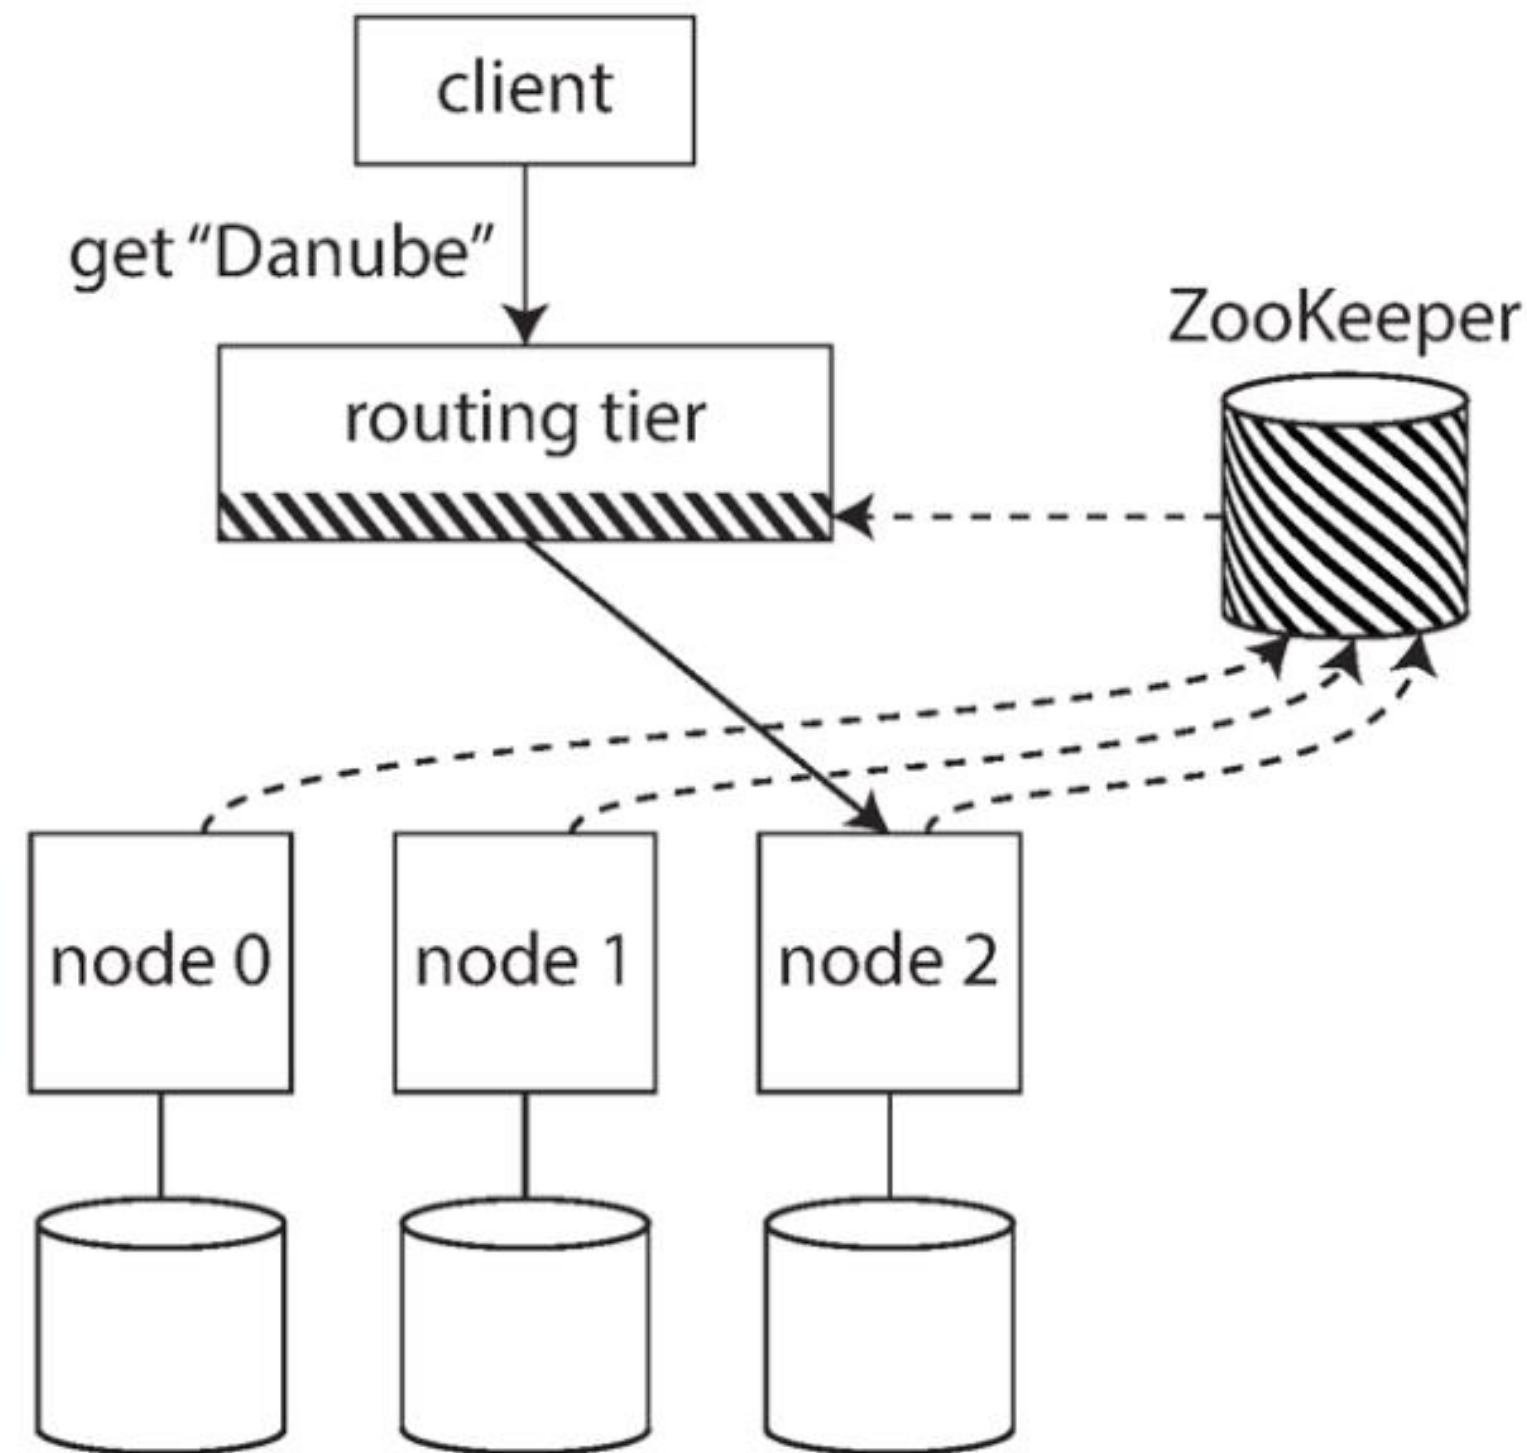 client
get “Danube”
ZooKeeper
routing tier
node 0
node 1
node 2